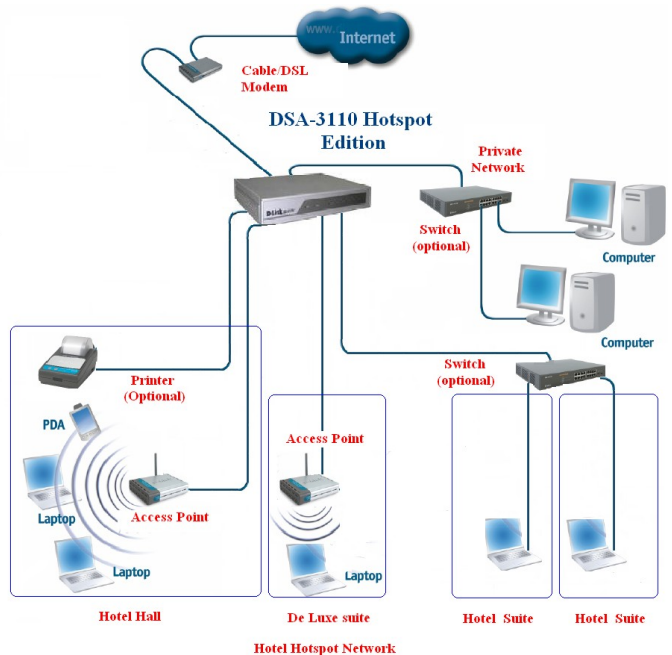 www.
Internet
Cable/DSL
Modem
DSA-3110 Hotspot
Edition
Private
Network
D-Link
Switch
(optional)
Computer
Computer
Printer
(Optional)
Switch
(optional)
PDA
Access Point
Laptop
Access Point
Laptop
Laptop
Hotel Hall
De Luxe suite
Hotel Suite
Hotel Suite
Hotel Hotspot Network